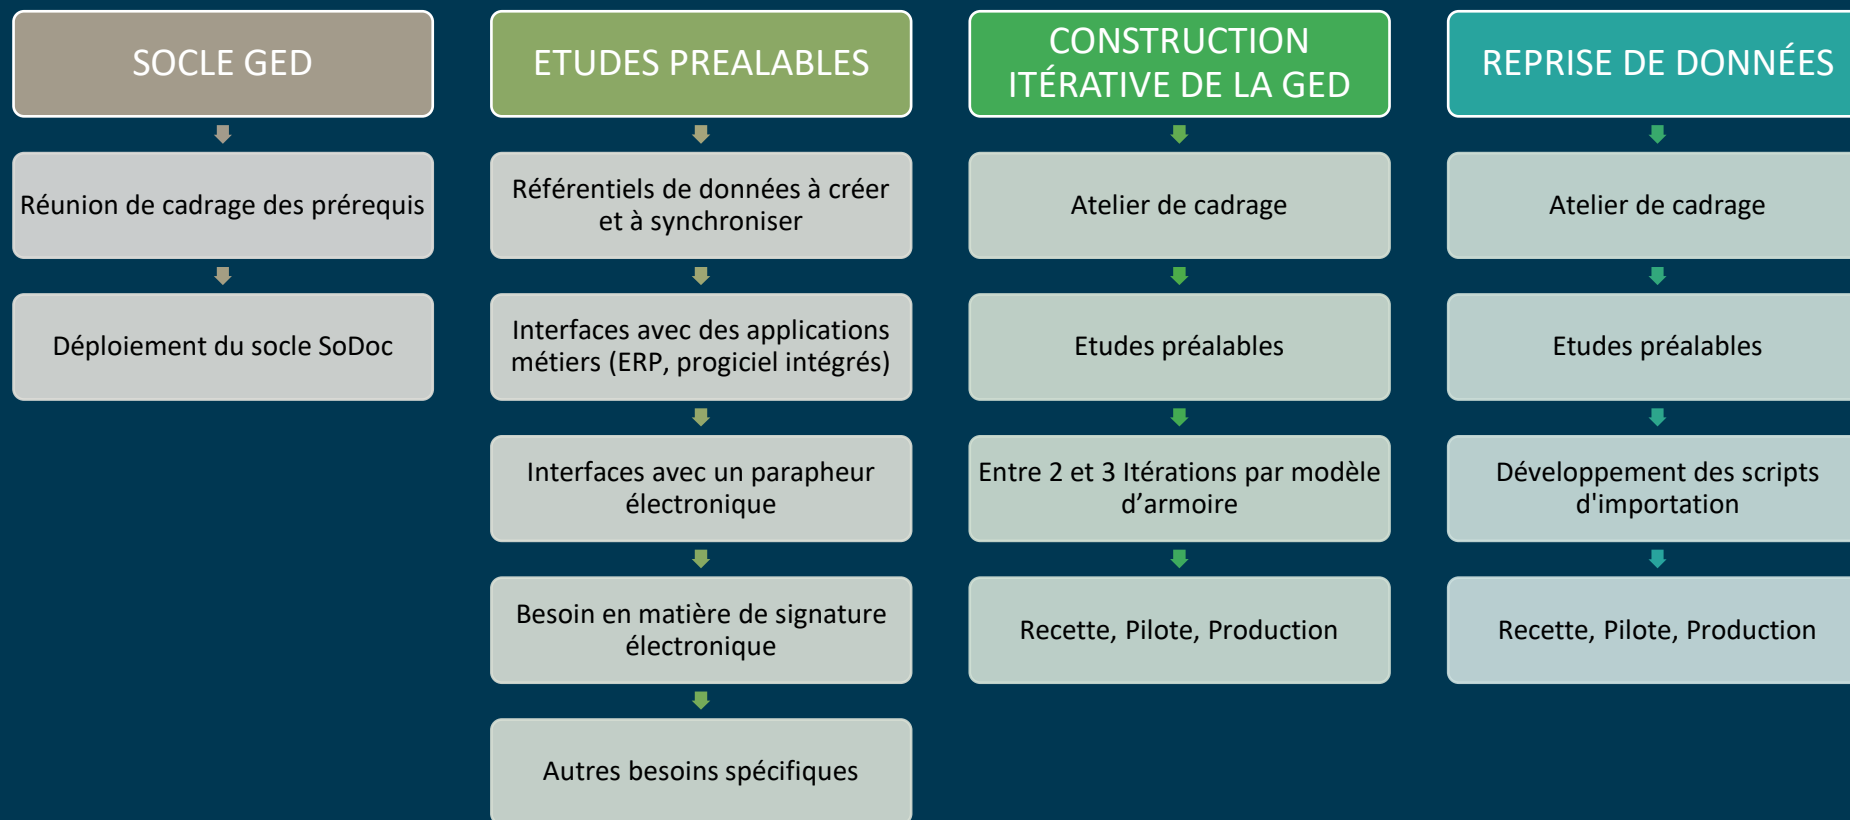 SOCLE GED
Réunion de cadrage des prérequis
Déploiement du socle SoDoc
ETUDES PREALABLES
Référentiels de données à créer
et à synchroniser
Interfaces avec des applications
métiers (ERP, progiciel intégrés)
Interfaces avec un parapheur
électronique
Besoin en matière de signature
électronique
Autres besoins spécifiques
CONSTRUCTION
ITÉRATIVE DE LA GED
Atelier de cadrage
Etudes préalables
Entre 2 et 3 Itérations par modèle
d’armoire
Recette, Pilote, Production
REPRISE DE DONNÉES
Atelier de cadrage
Etudes préalables
Développement des scripts
d'importation
Recette, Pilote, Production